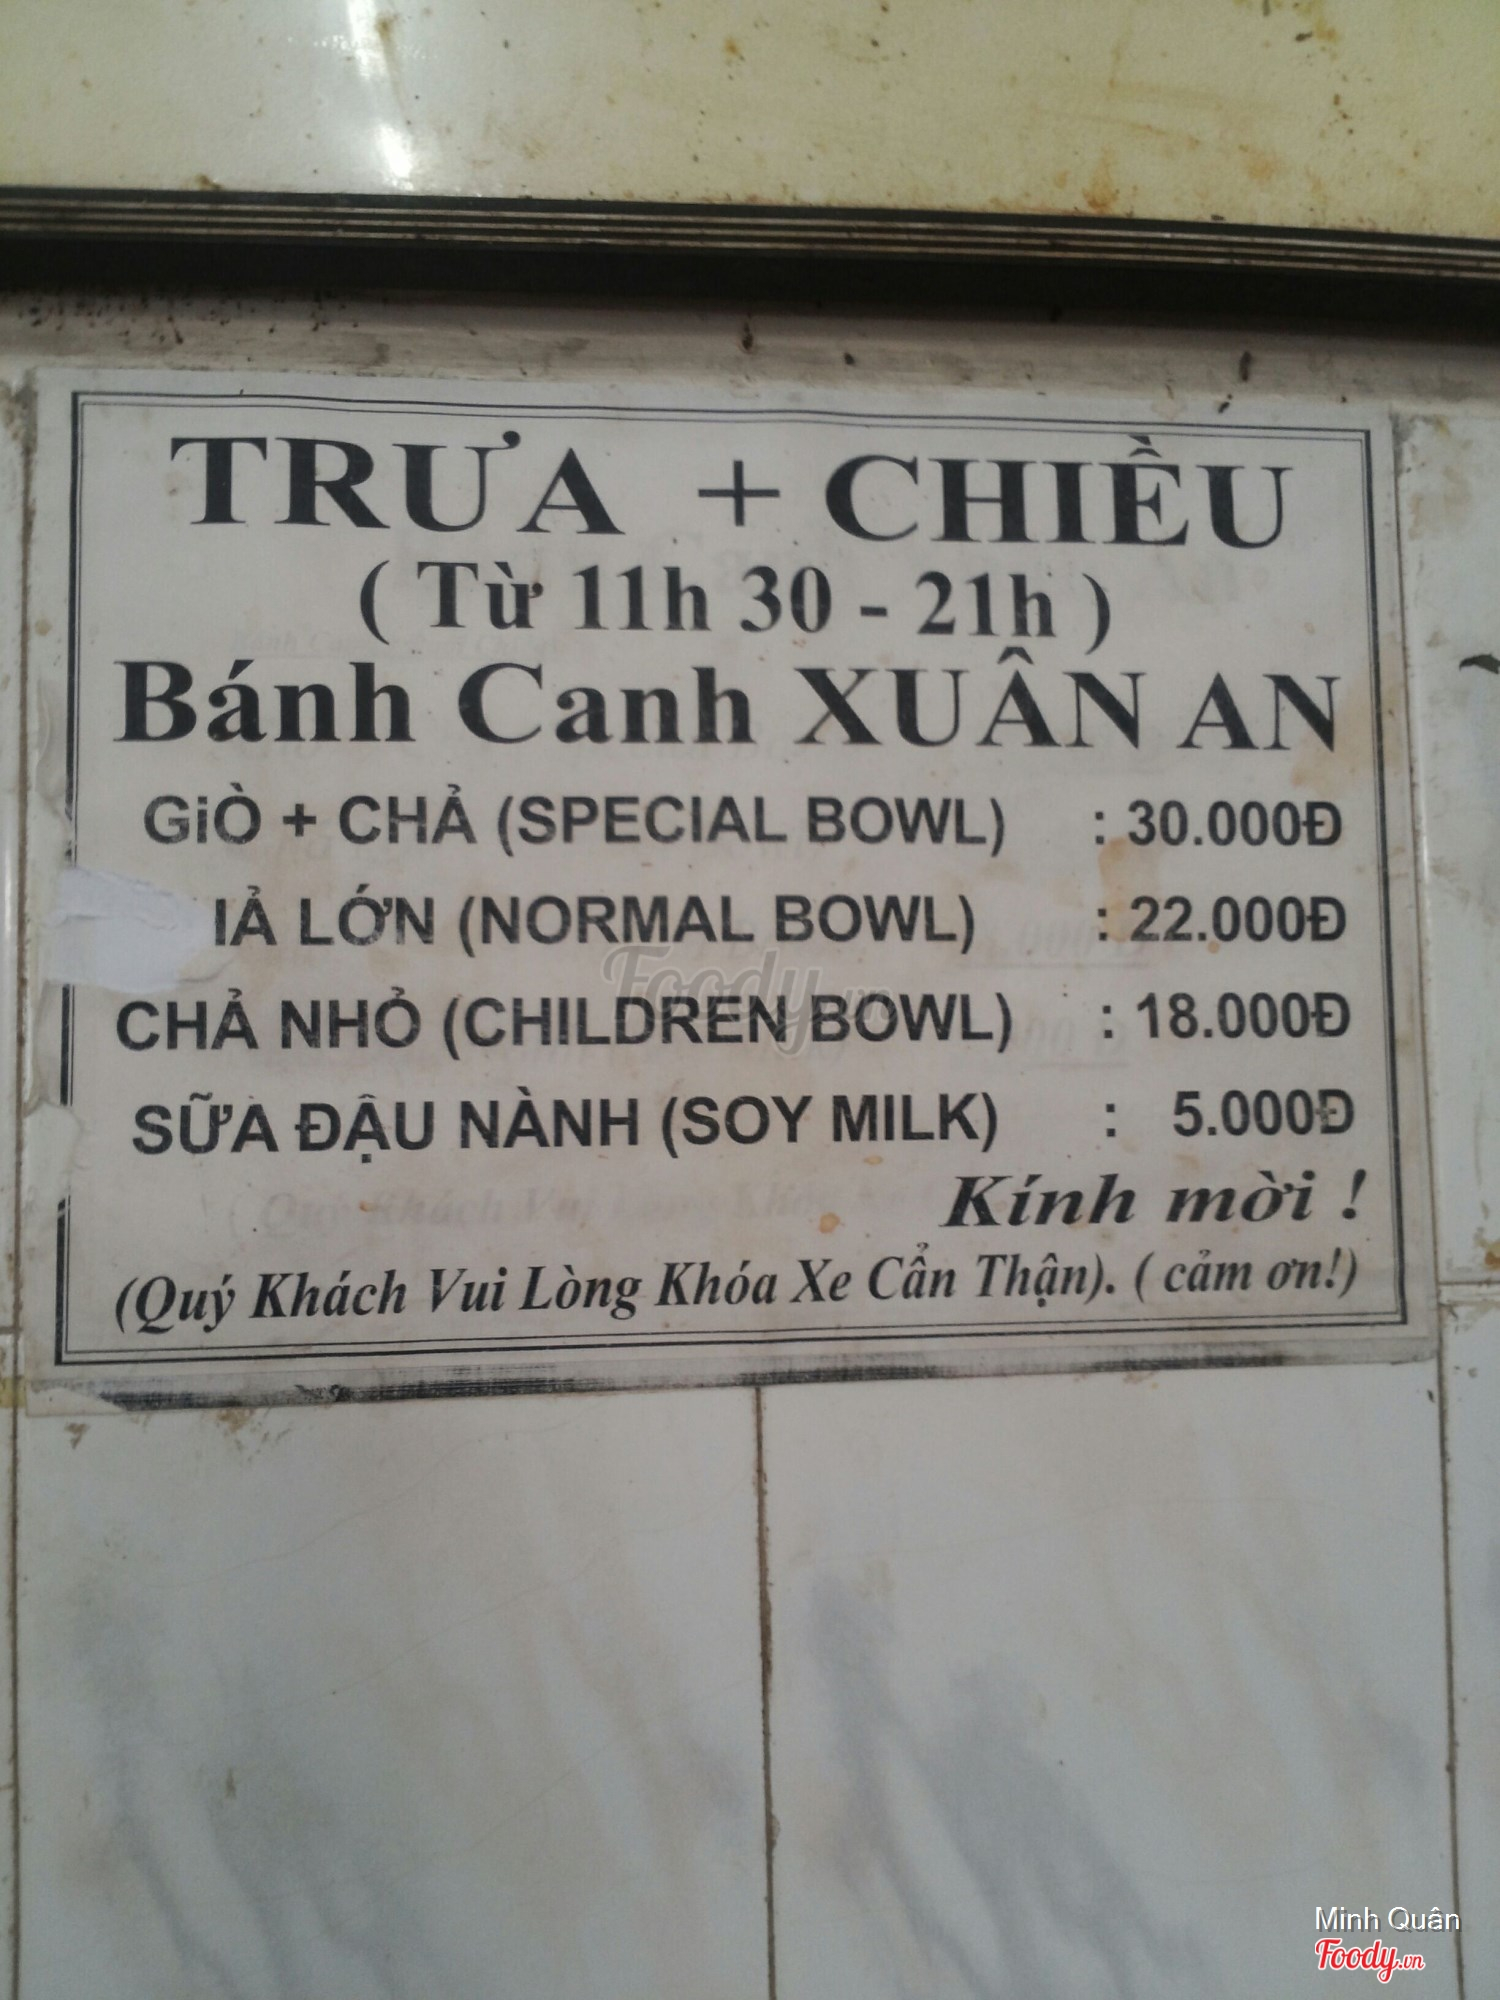 TRƯA + CHIỀU
( Từ 11h 30 - 21h )
Bánh Canh XUÂN AN
GiÒ + CHẢ (SPECIAL BOWL) : 30.000Đ
LỚN (NORMAL BOWL) : 22.000Đ
CHẢ NHỎ (CHILDREN BOWL) : 18.000Đ
SỮA ĐẬU NÀNH (SOY MILK) : 5.000Đ
Kính mời !
(Quý Khách Vui Lòng Khóa Xe Cẩn Thận). ( cảm ơn!)
Foody.vn
Minh Quân
Foody.vn